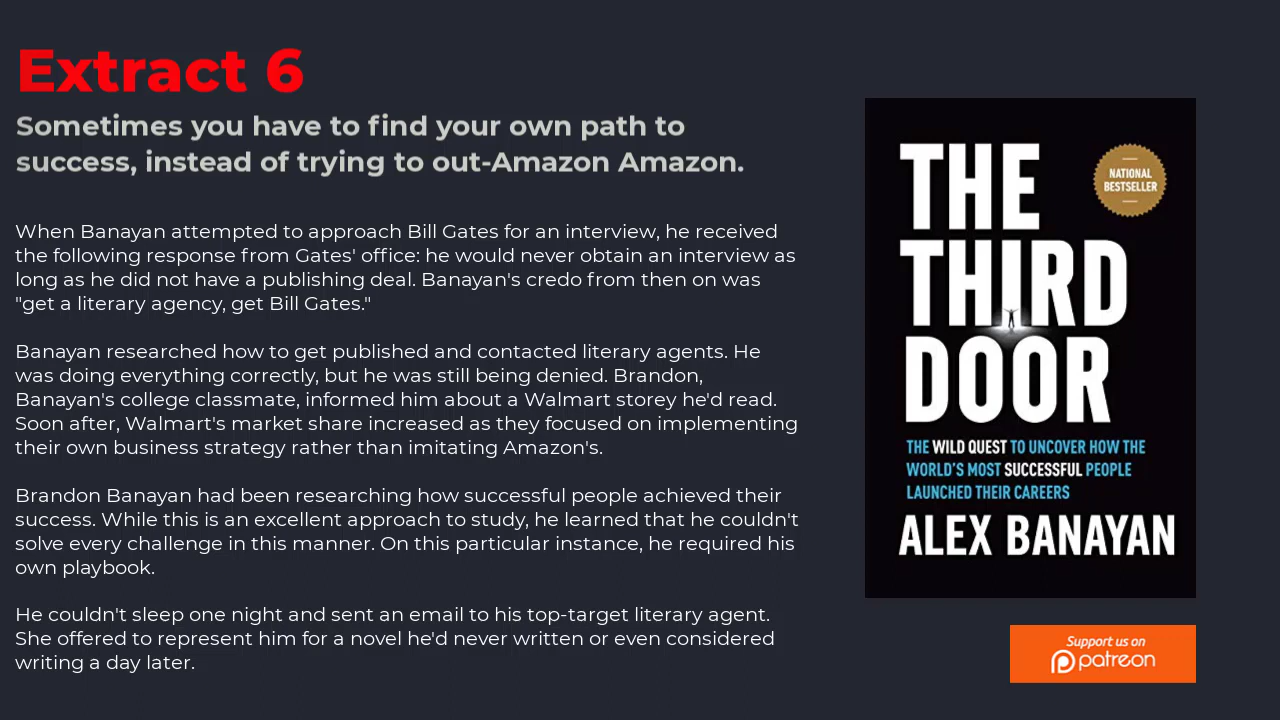 Extract 6
Sometimes you have to find your own path to
success, instead of trying to out-Amazon Amazon.
When Banayan attempted to approach Bill Gates for an interview, he received
the following response from Gates' office: he would never obtain an interview as
long as he did not have a publishing deal. Banayan's credo from then on was
"get a literary agency, get Bill Gates."
Banayan researched how to get published and contacted literary agents. He
was doing everything correctly, but he was still being denied. Brandon,
Banayan's college classmate, informed him about a Walmart storey he'd read.
Soon after, Walmart's market share increased as they focused on implementing
their own business strategy rather than imitating Amazon's.
Brandon Banayan had been researching how successful people achieved their
success. While this is an excellent approach to study, he learned that he couldn't
solve every challenge in this manner. On this particular instance, he required his
own playbook.
He couldn't sleep one night and sent an email to his top-target literary agent.
She offered to represent him for a novel he'd never written or even considered
writing a day later.
THE
THIRD
DOOR
NATIONAL
BESTSELLER
THE WILD QUEST TO UNCOVER HOW THE
WORLD'S MOST SUCCESSFUL PEOPLE
LAUNCHED THEIR CAREERS
ALEX BANAYAN
Support us on
patreon